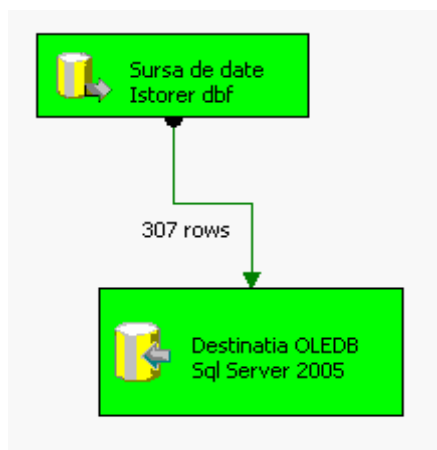 Sursa de date
Istorer dbf
307 rows
Destinatia OLEDB
Sql Server 2005